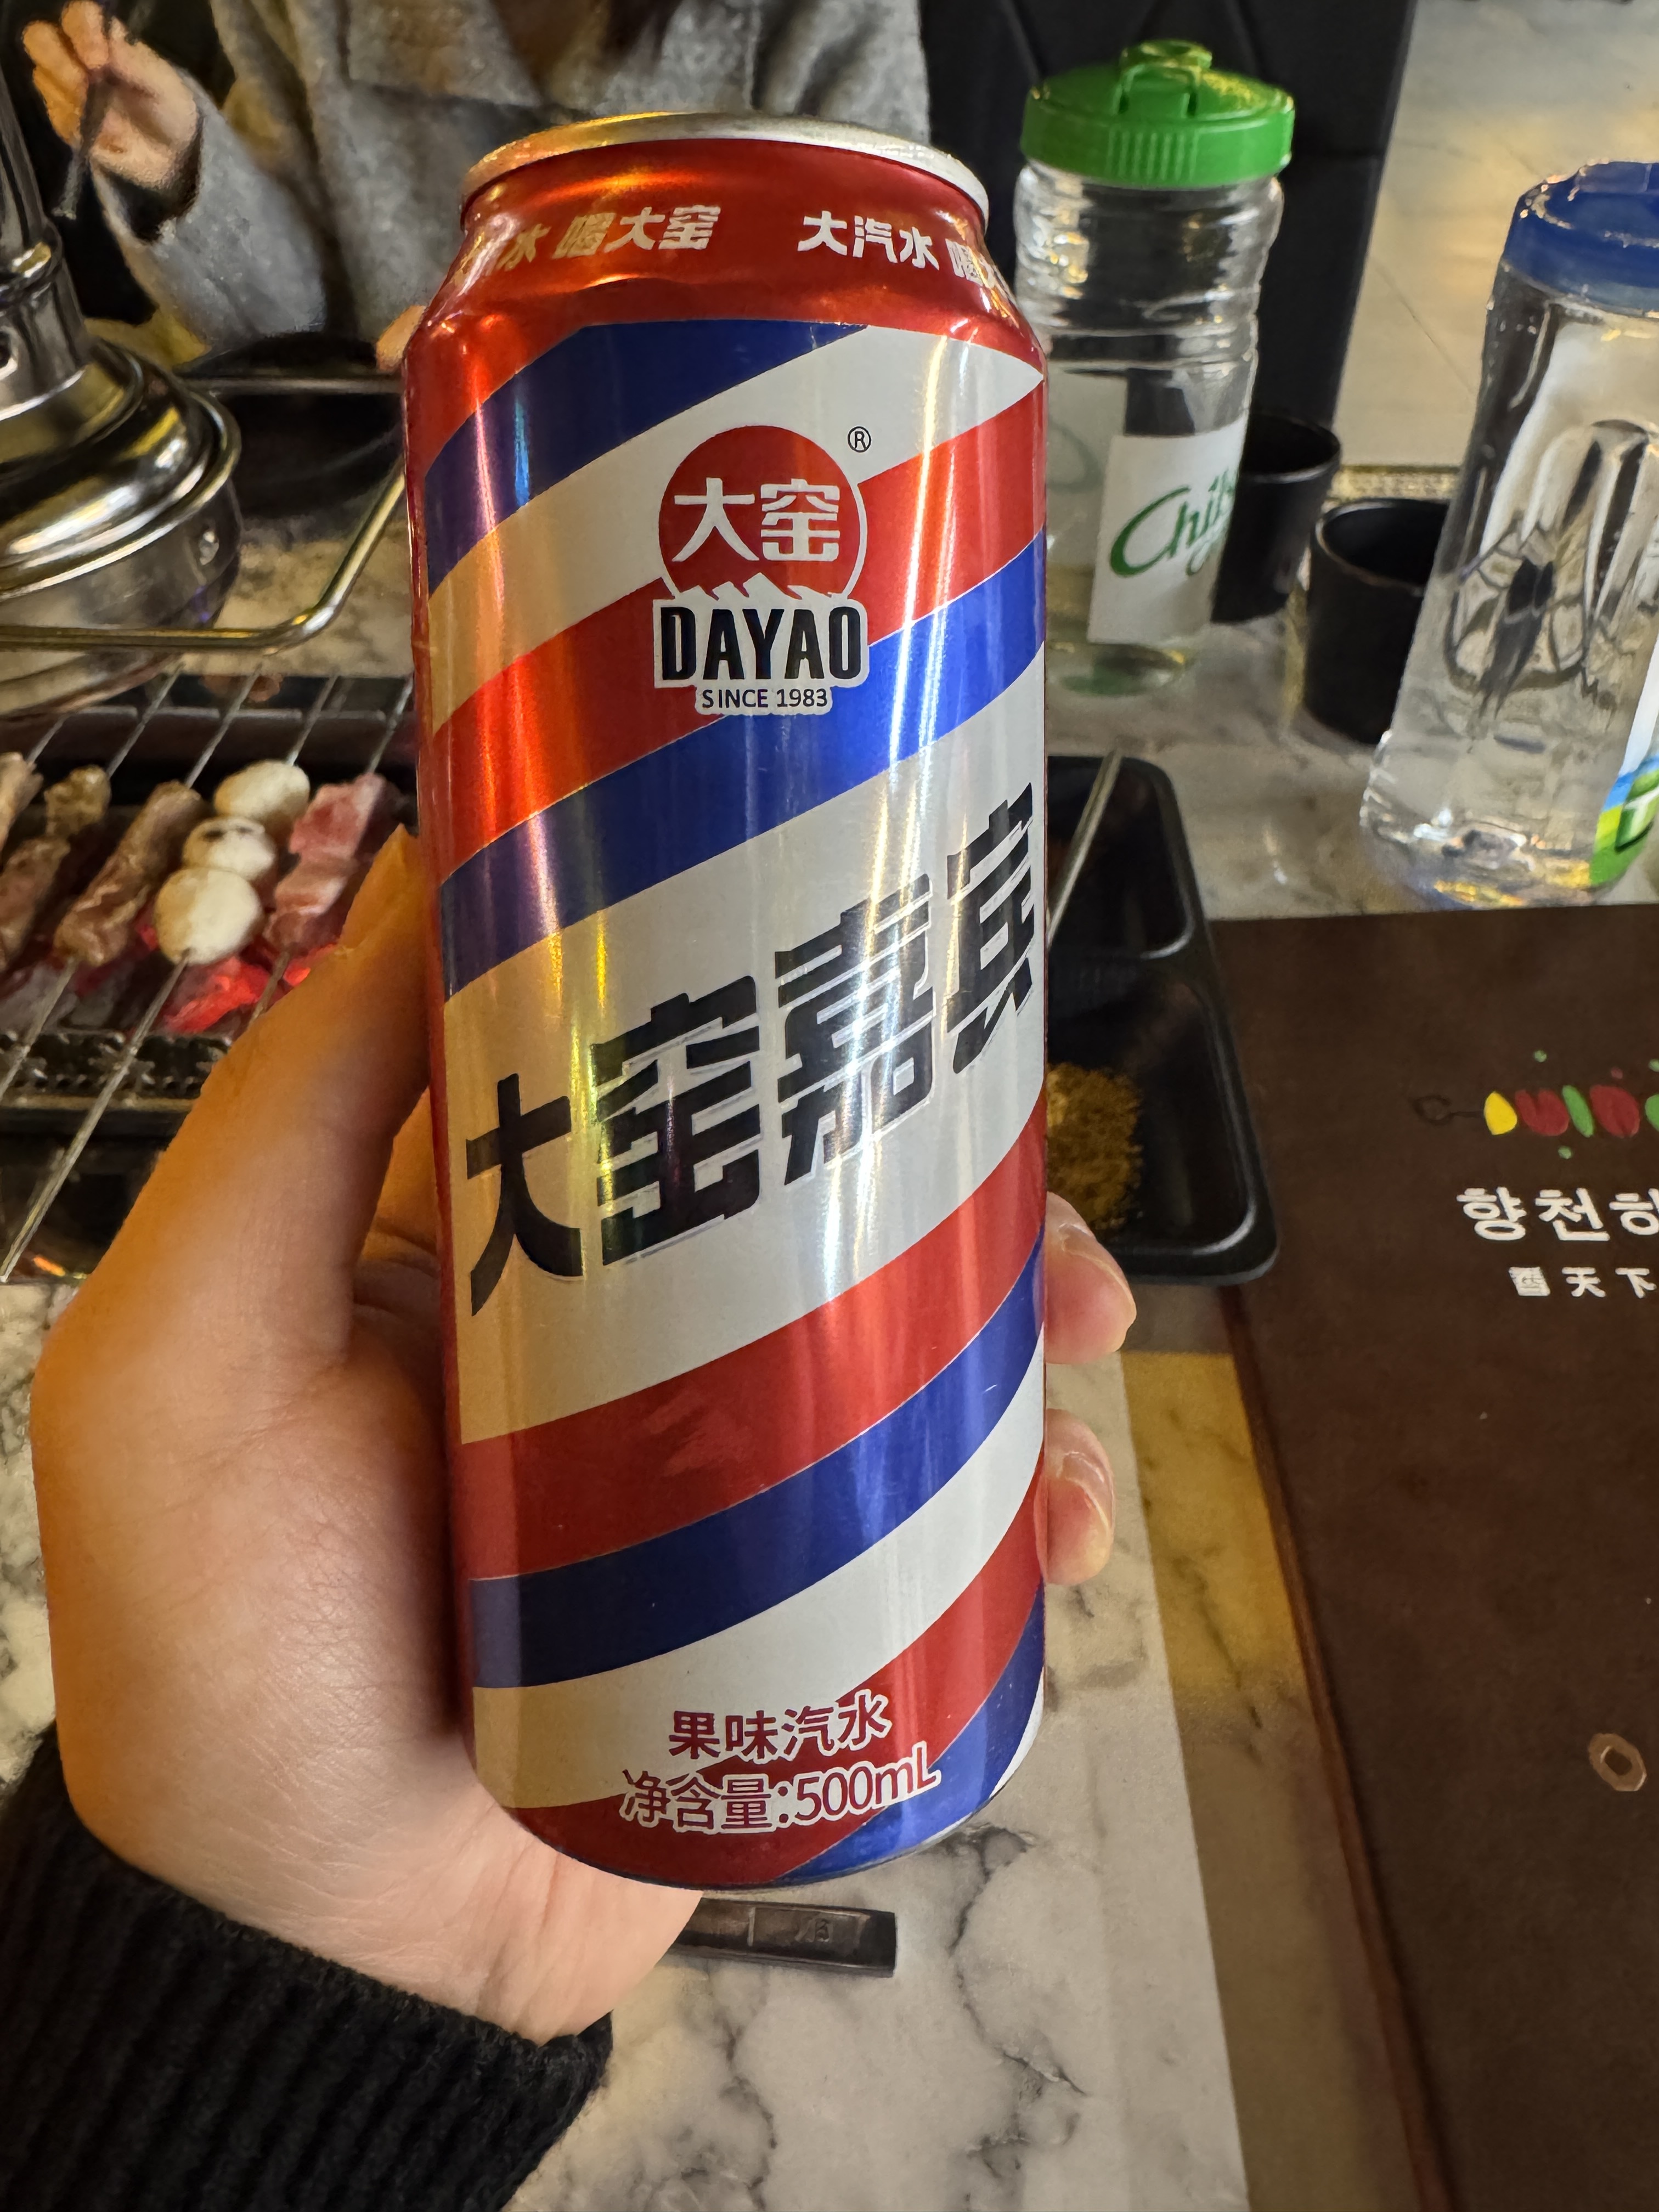 水 喝大窑 大汽水 喝
大窑
®
DAYAO
SINCE 1983
大窑嘉宾
果味汽水
净含量:500mL
향천하
香天下